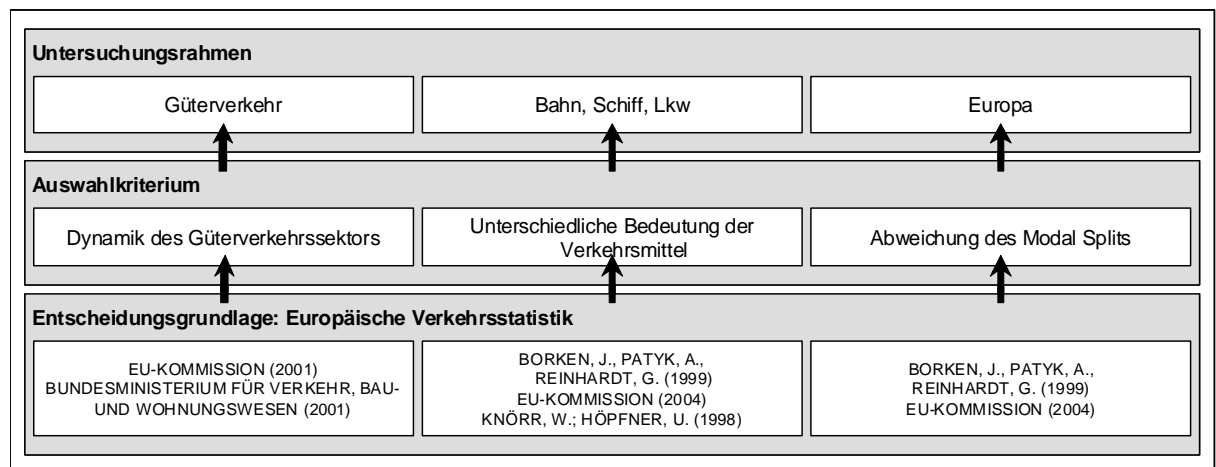 Untersuchungsrahmen
Güterverkehr
Bahn, Schiff, Lkw
Europa
Auswahlkriterium
Dynamik des Güterverkehrssektors
Unterschiedliche Bedeutung der
Verkehrsmittel
Abweichung des Modal Splits
Entscheidungsgrundlage: Europäische Verkehrsstatistik
EU-KOMMISSION (2001)
BUNDESMINISTERIUM FÜR VERKEHR, BAU-
UND WOHNUNGSWESEN (2001)
BORKEN, J., PATYK, A.,
REINHARDT, G. (1999)
EU-KOMMISSION (2004)
KNÖRR, W.; HÖPFNER, U. (1998)
BORKEN, J., PATYK, A.,
REINHARDT, G. (1999)
EU-KOMMISSION (2004)